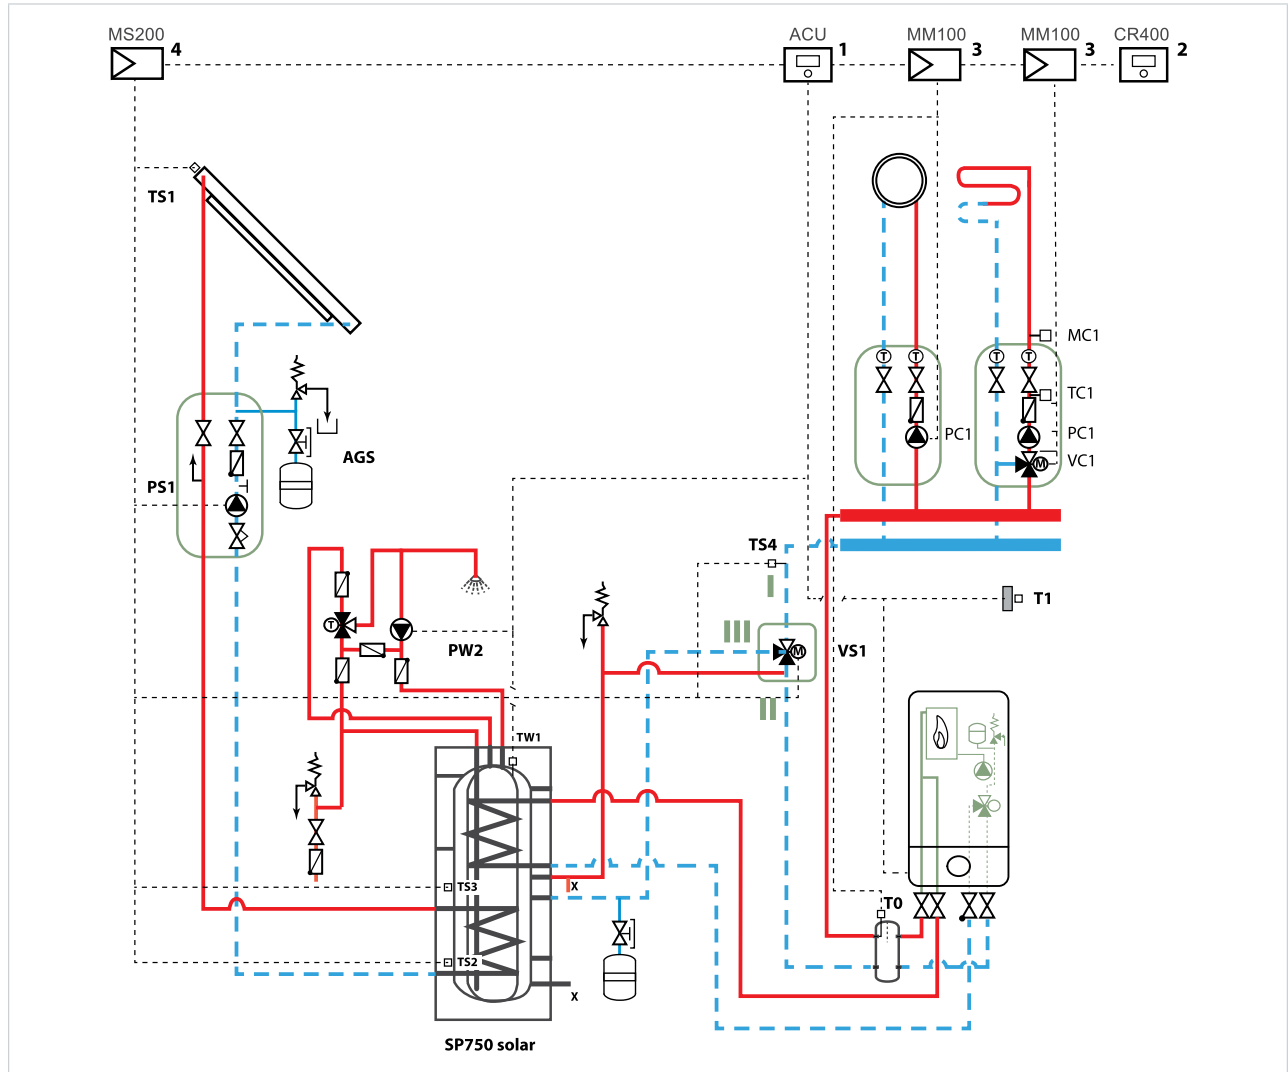 MS200 ACU MM100 MM100 CR400
4 1 3 3 2
TS1
MC1
T T T T
TC1
PC1 PC1
AGS
VC1
M
PS1
TS4
T1
T
PW2
VS1
M
TW1
TS3 X
T0
TS2
X
SP750 solar